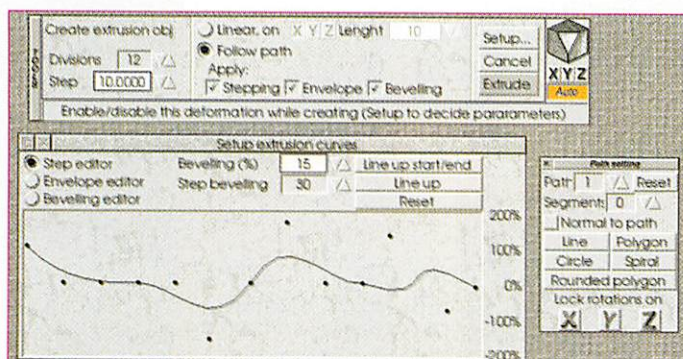 Create extrusion obj
Divisions 12
Step 10.0000
Linear, on X Y Z Lenght 10
Follow path
Apply:
Stepping Envelope Bevelling
Setup...
Cancel
Extrude
X Y Z
Auto
Enable/disable this deformation while creating (Setup to decide pararameters)
Setup extrusion curves
Step editor
Envelope editor
Bevelling editor
Bevelling (%) 15
Step bevelling 30
Line up start/end
Line up
Reset
200%
100%
0%
-100%
-200%
Path setting
Path 1 Reset
Segments 0
Normal to path
Line Polygon
Circle Spiral
Rounded polygon
Lock rotations on
X Y Z